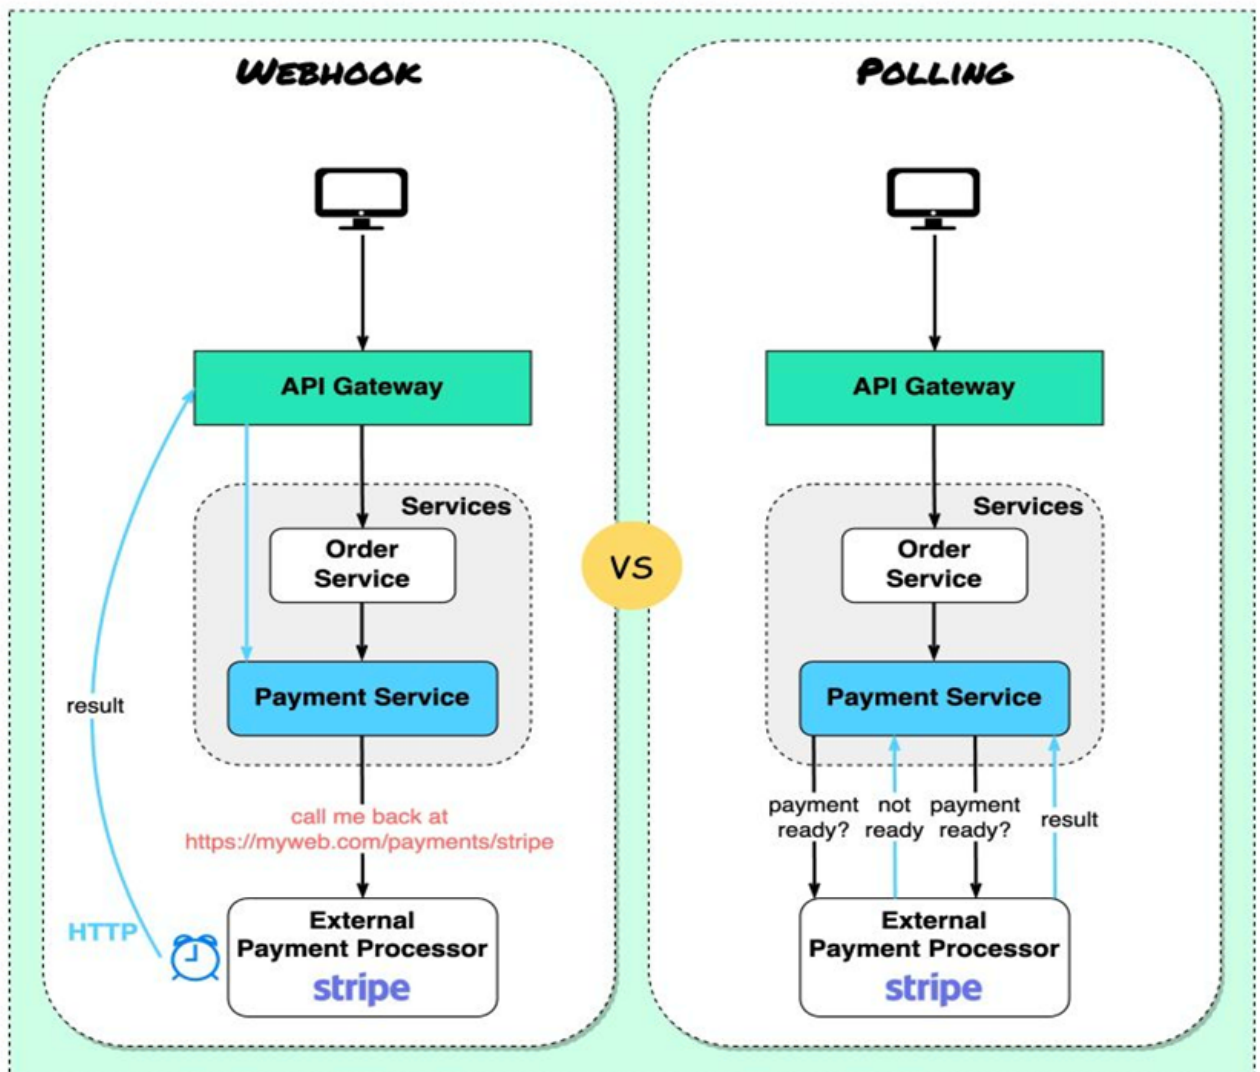 WEBHOOK
API Gateway
Services
Order
Service
Payment Service
result
call me back at
https://myweb.com/payments/stripe
HTTP
External
Payment Processor
stripe
VS
POLLING
API Gateway
Services
Order
Service
Payment Service
payment
ready?
not
ready
payment
ready?
result
External
Payment Processor
stripe